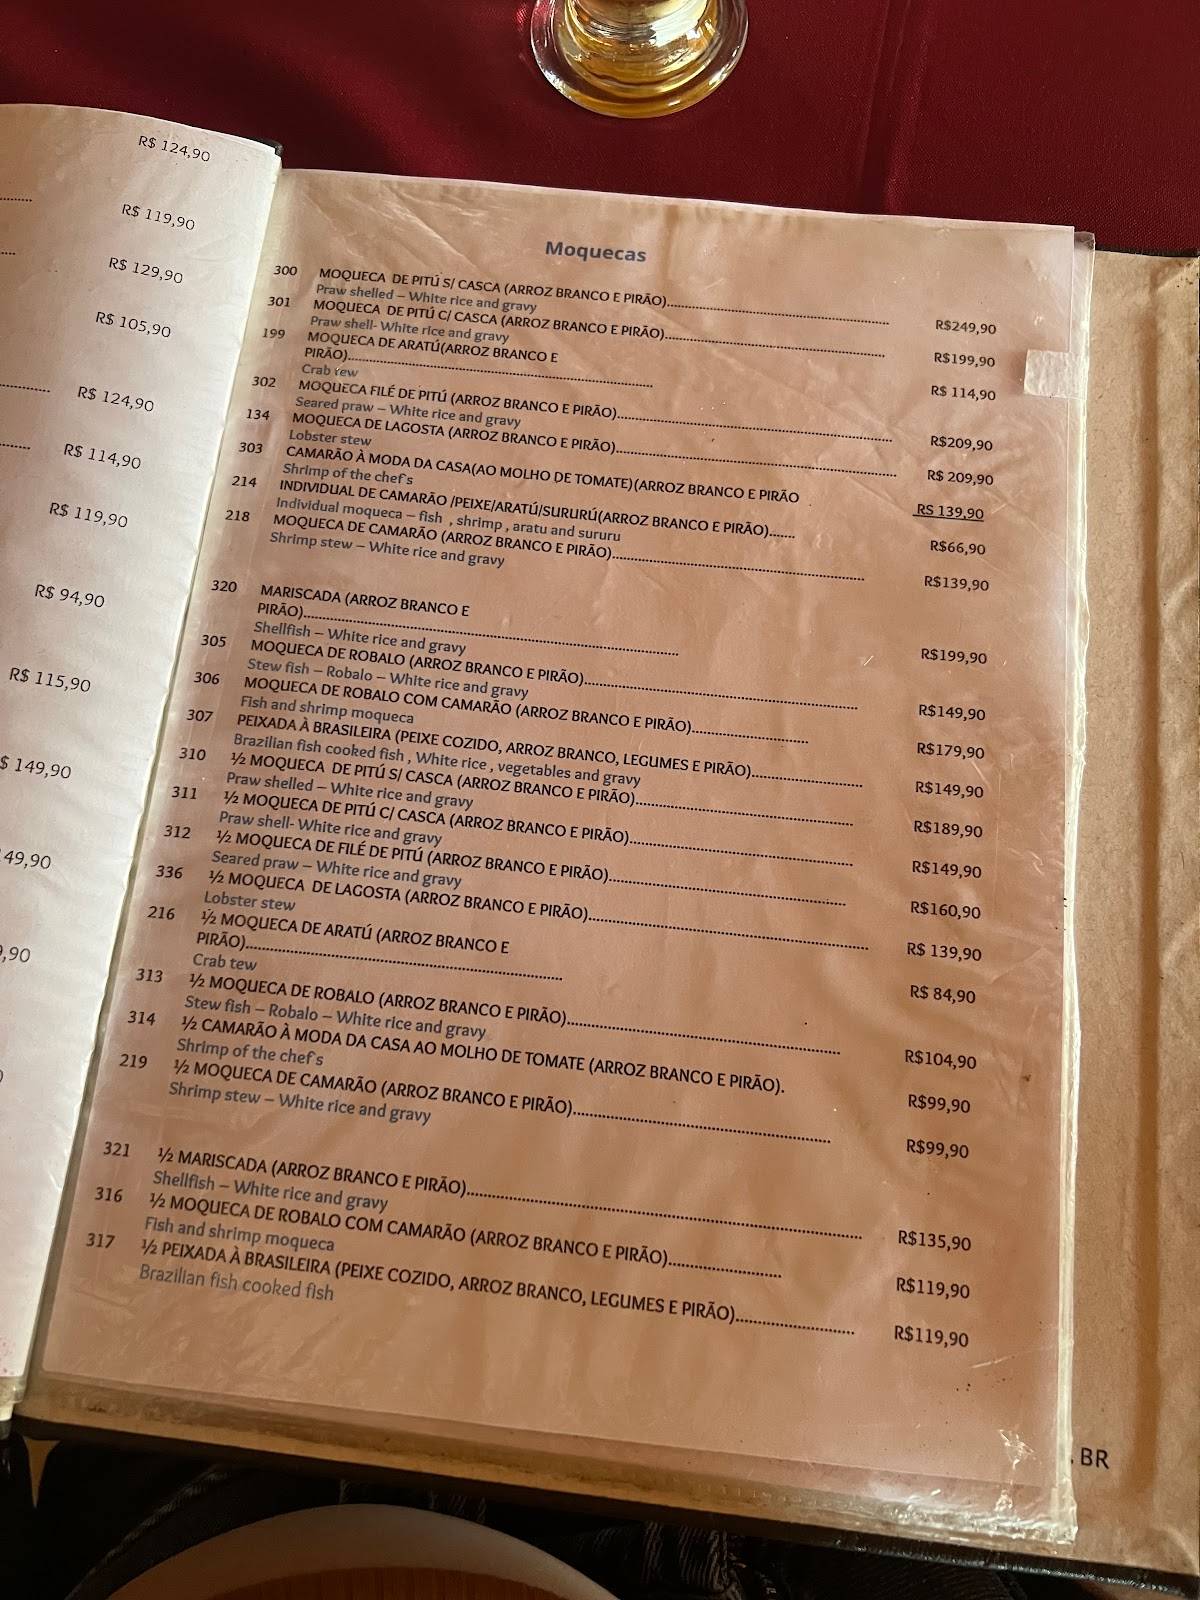 R$ 124,90
R$ 119,90
R$ 129,90
R$ 105,90
R$ 124,90
R$ 114,90
R$ 119,90
R$ 94,90
R$ 115,90
$ 149,90
49,90
,90
Moquecas
300 MOQUECA DE PITÚ S/ CASCA (ARROZ BRANCO E PIRÃO)........ R$249,90
Praw shelled – White rice and gravy
301 MOQUECA DE PITÚ C/ CASCA (ARROZ BRANCO E PIRÃO)........ R$199,90
Praw shell- White rice and gravy
199 MOQUECA DE ARATÚ(ARROZ BRANCO E
PIRÃO)........ R$ 114,90
Crab tew
302 MOQUECA FILÉ DE PITÚ (ARROZ BRANCO E PIRÃO)........ R$209,90
Seared praw – White rice and gravy
134 MOQUECA DE LAGOSTA (ARROZ BRANCO E PIRÃO)........ R$ 209,90
Lobster stew
303 CAMARÃO À MODA DA CASA(AO MOLHO DE TOMATE)(ARROZ BRANCO E PIRÃO R$ 139,90
Shrimp of the chef`s
214 INDIVIDUAL DE CAMARÃO /PEIXE/ARATÚ/SURURÚ(ARROZ BRANCO E PIRÃO)....... R$66,90
Individual moqueca – fish , shrimp , aratu and sururu
218 MOQUECA DE CAMARÃO (ARROZ BRANCO E PIRÃO)........ R$139,90
Shrimp stew – White rice and gravy
320 MARISCADA (ARROZ BRANCO E
PIRÃO)........ R$199,90
Shellfish – White rice and gravy
305 MOQUECA DE ROBALO (ARROZ BRANCO E PIRÃO)........ R$149,90
Stew fish – Robalo – White rice and gravy
306 MOQUECA DE ROBALO COM CAMARÃO (ARROZ BRANCO E PIRÃO)........ R$179,90
Fish and shrimp moqueca
307 PEIXADA À BRASILEIRA (PEIXE COZIDO, ARROZ BRANCO, LEGUMES E PIRÃO)........ R$149,90
Brazilian fish cooked fish , White rice , vegetables and gravy
310 ½ MOQUECA DE PITÚ S/ CASCA (ARROZ BRANCO E PIRÃO)........ R$189,90
Praw shelled – White rice and gravy
311 ½ MOQUECA DE PITÚ C/ CASCA (ARROZ BRANCO E PIRÃO)........ R$149,90
Praw shell- White rice and gravy
312 ½ MOQUECA DE FILÉ DE PITÚ (ARROZ BRANCO E PIRÃO)........ R$160,90
Seared praw – White rice and gravy
336 ½ MOQUECA DE LAGOSTA (ARROZ BRANCO E PIRÃO)........ R$ 139,90
Lobster stew
216 ½ MOQUECA DE ARATÚ (ARROZ BRANCO E
PIRÃO)........ R$ 84,90
Crab tew
313 ½ MOQUECA DE ROBALO (ARROZ BRANCO E PIRÃO)........ R$104,90
Stew fish – Robalo – White rice and gravy
314 ½ CAMARÃO À MODA DA CASA AO MOLHO DE TOMATE (ARROZ BRANCO E PIRÃO). R$99,90
Shrimp of the chef`s
219 ½ MOQUECA DE CAMARÃO (ARROZ BRANCO E PIRÃO)........ R$99,90
Shrimp stew – White rice and gravy
321 ½ MARISCADA (ARROZ BRANCO E PIRÃO)........ R$135,90
Shellfish – White rice and gravy
316 ½ MOQUECA DE ROBALO COM CAMARÃO (ARROZ BRANCO E PIRÃO)........ R$119,90
Fish and shrimp moqueca
317 ½ PEIXADA À BRASILEIRA (PEIXE COZIDO, ARROZ BRANCO, LEGUMES E PIRÃO)........ R$119,90
Brazilian fish cooked fish
. BR